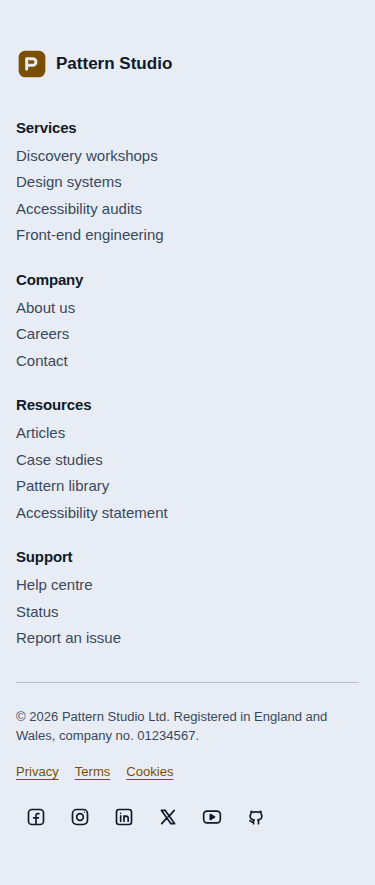 Pattern Studio
Services
Discovery workshops
Design systems
Accessibility audits
Front-end engineering
Company
About us
Careers
Contact
Resources
Articles
Case studies
Pattern library
Accessibility statement
Support
Help centre
Status
Report an issue
© 2026 Pattern Studio Ltd. Registered in England and
Wales, company no. 01234567.
Privacy Terms Cookies